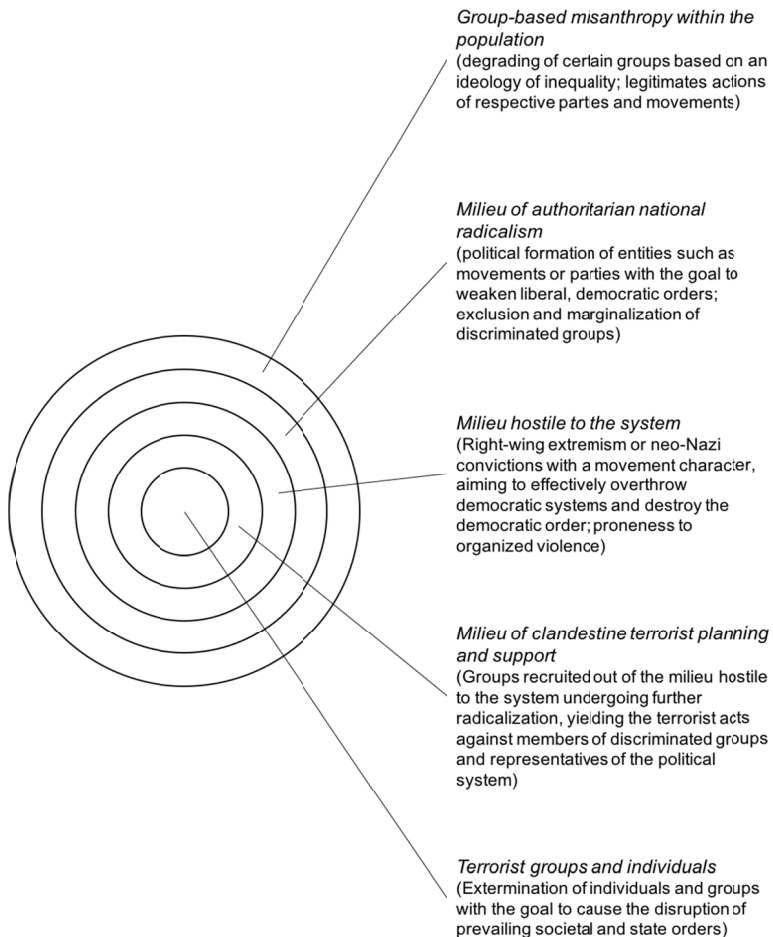 Group-based misanthropy within the
population
(degrading of certain groups based on an
ideology of inequality; legitimates actions
of respective parties and movements)
Milieu of authoritarian national
radicalism
(political formation of entities such as
movements or parties with the goal to
weaken liberal, democratic orders;
exclusion and marginalization of
discriminated groups)
Milieu hostile to the system
(Right-wing extremism or neo-Nazi
convictions with a movement character,
aiming to effectively overthrow
democratic systems and destroy the
democratic order; proneness to
organized violence)
Milieu of clandestine terrorist planning
and support
(Groups recruited out of the milieu hostile
to the system undergoing further
radicalization, yielding the terrorist acts
against members of discriminated groups
and representatives of the political
system)
Terrorist groups and individuals
(Extermination of individuals and groups
with the goal to cause the disruption of
prevailing societal and state orders)